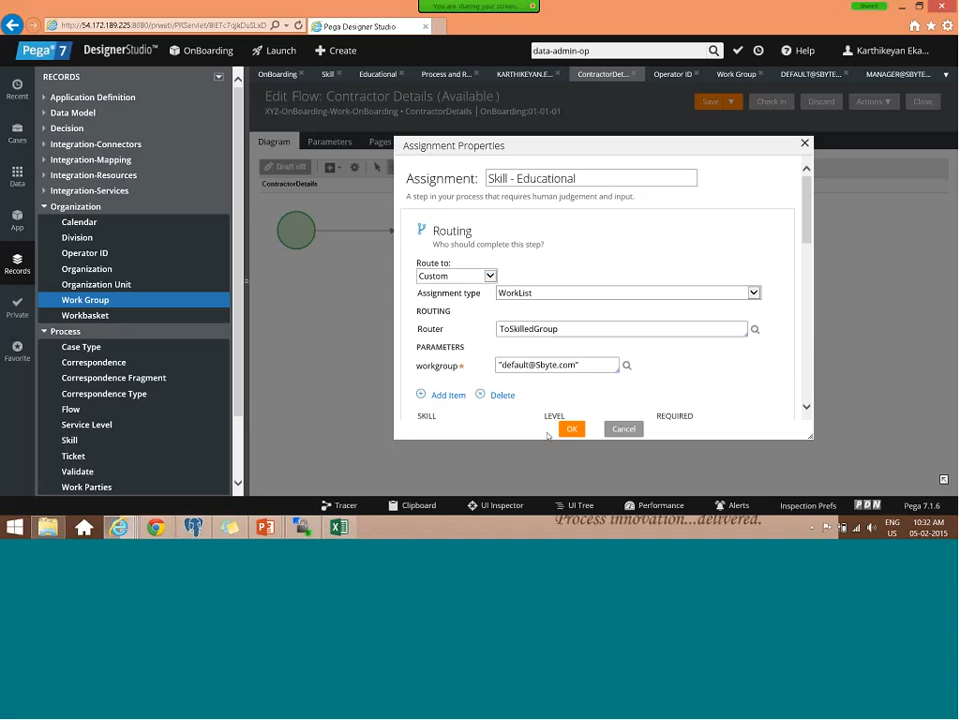 You are sharing your screen.
Shared
http://54.172.189.225:8080/prweb/PRServlet/
Pega Designer Studio
Pega 7 DesignerStudio OnBoarding Launch Create data-admin-op Help Karthikeyan Eka...
Recent
Cases
Data
App
Records
Private
Favorite
RECORDS
Application Definition
Data Model
Decision
Integration-Connectors
Integration-Mapping
Integration-Resources
Integration-Services
Organization
Calendar
Division
Operator ID
Organization
Organization Unit
Work Group
Workbasket
Process
Case Type
Correspondence
Correspondence Fragment
Correspondence Type
Flow
Service Level
Skill
Ticket
Validate
Work Parties
OnBoarding Skill Educational Process and R... KARTHIKEYAN.E... ContractorDet... Operator ID Work Group DEFAULT@SBYTE... MANAGER@SBYTE...
Edit Flow: Contractor Details (Available)
XYZ-OnBoarding-Work-OnBoarding • ContractorDetails OnBoarding:01-01-01
Save Check in Discard Actions Close
Diagram Parameters Pages
Draft off
ContractorDetails
Assignment Properties
Assignment: Skill - Educational
A step in your process that requires human judgement and input.
Routing
Who should complete this step?
Route to:
Custom
Assignment type WorkList
ROUTING
Router ToSkilledGroup
PARAMETERS
workgroup* "default@Sbyte.com"
Add Item Delete
SKILL LEVEL REQUIRED
OK Cancel
Tracer Clipboard UI Inspector UI Tree Performance Alerts Inspection Prefs PDN Pega 7.1.6
Process innovation...delivered.
ENG
US
10:32 AM
05-02-2015